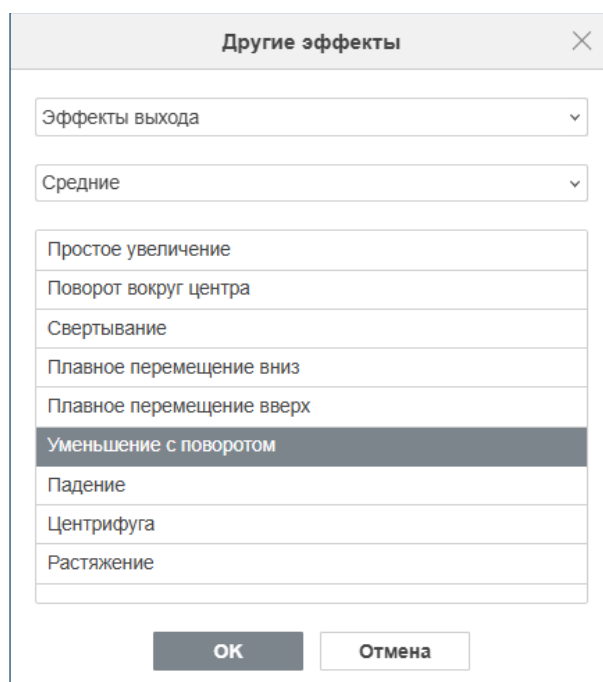 Другие эффекты
Эффекты выхода
Средние
Простое увеличение
Поворот вокруг центра
Свертывание
Плавное перемещение вниз
Плавное перемещение вверх
Уменьшение с поворотом
Падение
Центрифуга
Растяжение
OK Отмена